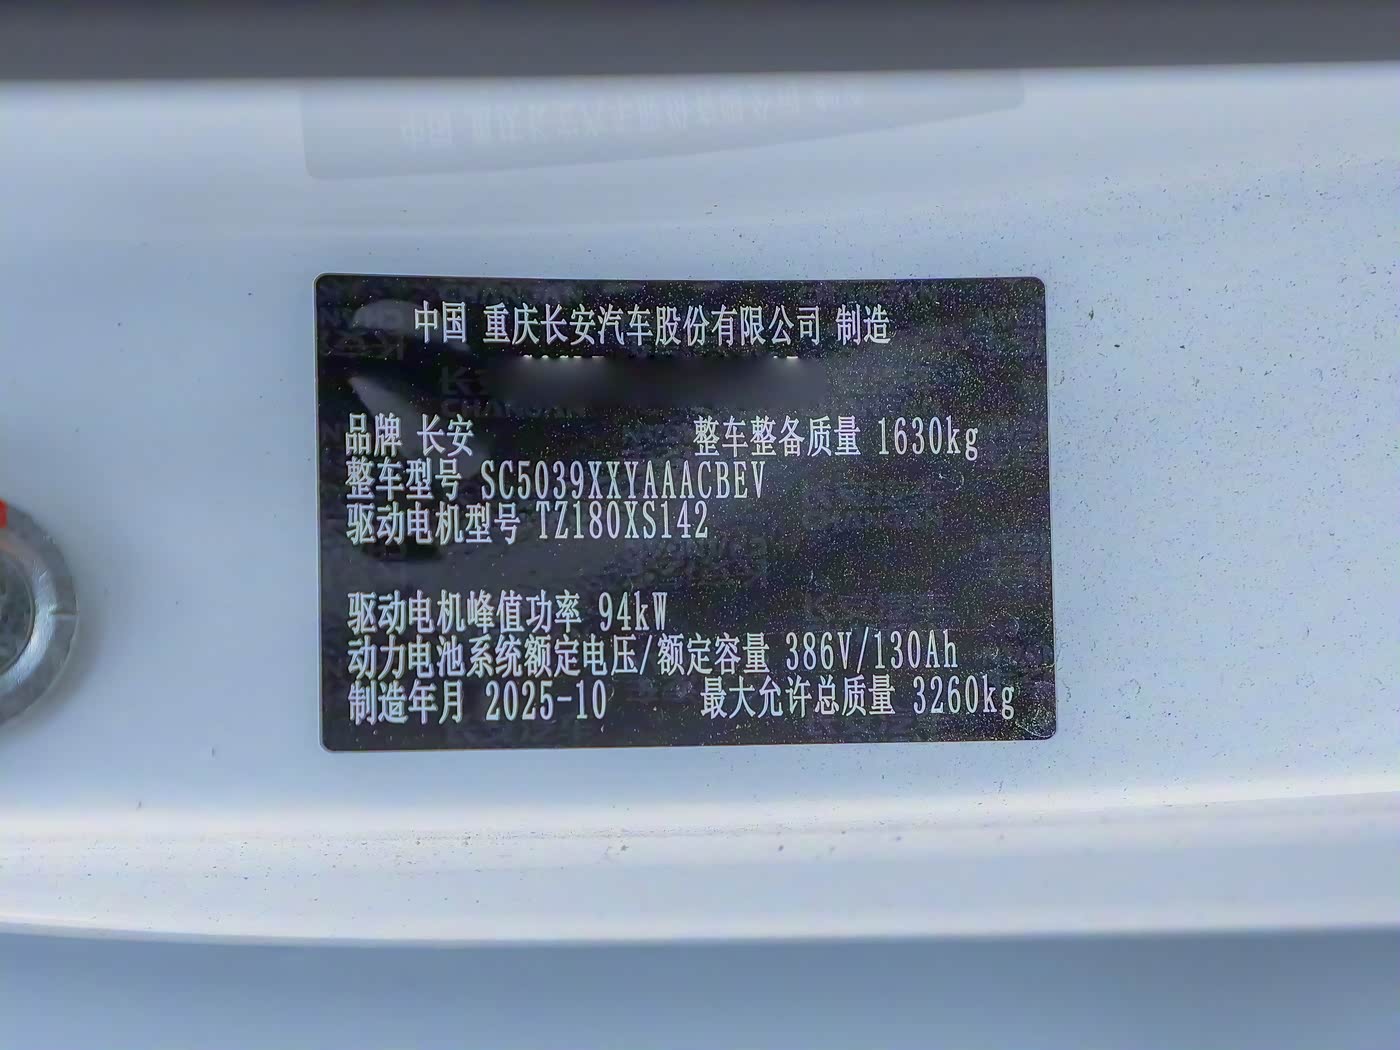 中国 重庆长安汽车股份有限公司 制造
品牌 长安 整车整备质量 1630kg
整车型号 SC5039XXYAAACBEV
驱动电机型号 TZ180XS142
驱动电机峰值功率 94kW
动力电池系统额定电压/额定容量 386V/130Ah
制造年月 2025-10 最大允许总质量 3260kg